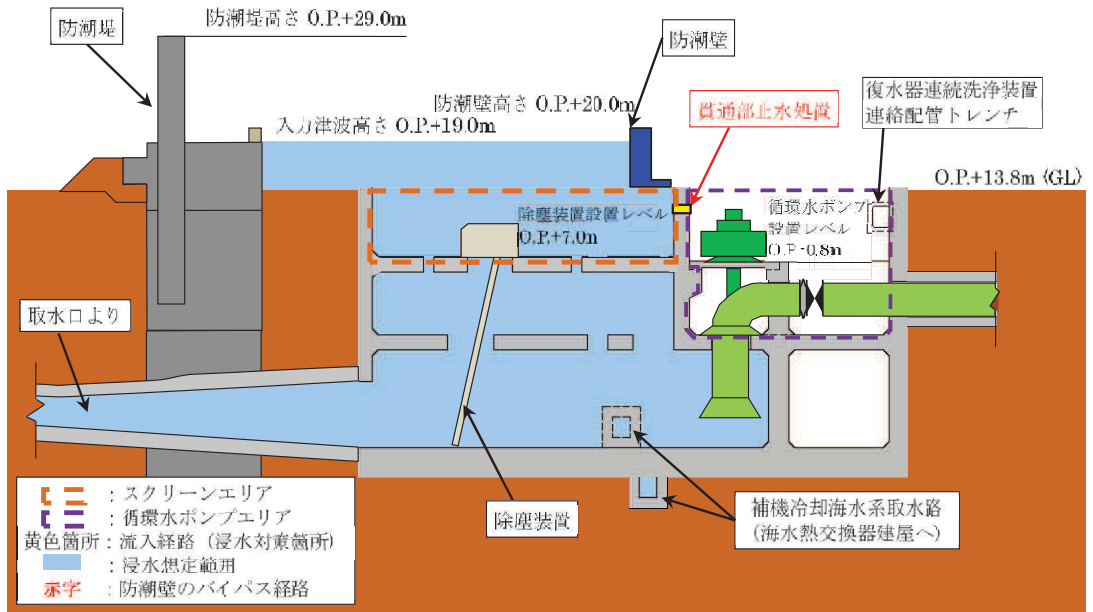 防潮堤
防潮堤高さ O.P.+29.0m
防潮壁
防潮壁高さ O.P.+20.0m
入力津波高さ O.P.+19.0m
貫通部止水処置
復水器連続洗浄装置
連絡配管トレンチ
O.P.+13.8m (GL)
除塵装置設置レベル
O.P.+7.0m
循環水ポンプ
設置レベル
O.P-0.8m
取水口より
除塵装置
補機冷却海水系取水路
(海水熱交換器建屋へ)
：スクリーンエリア
：循環水ポンプエリア
黄色箇所：流入経路（浸水対策箇所）
：浸水想定範囲
赤字：防潮壁のバイパス経路